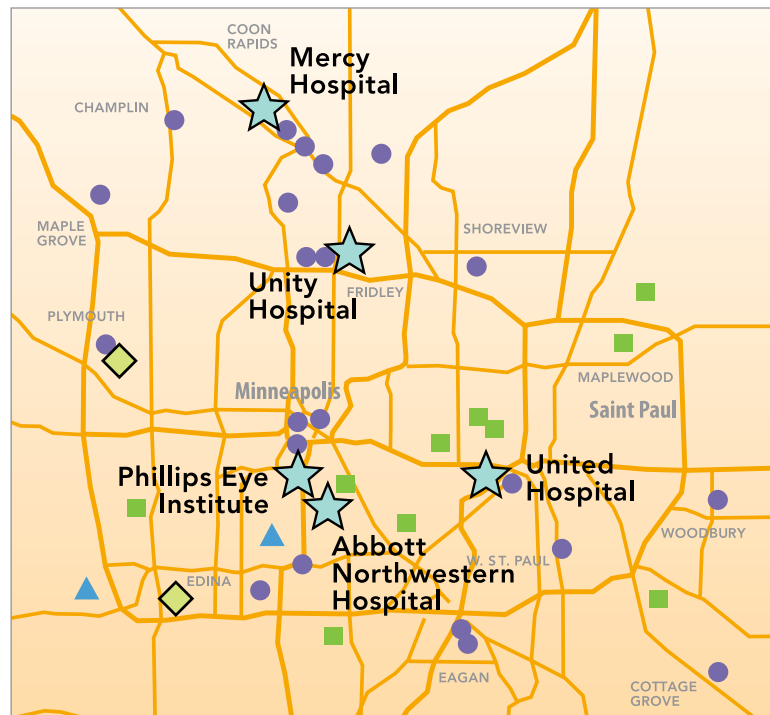 COON
RAPIDS
Mercy
Hospital
CHAMPLIN
MAPLE
GROVE
SHOREVIEW
Unity
Hospital
FRIDLEY
PLYMOUTH
MAPLEWOOD
Minneapolis
Saint Paul
Phillips Eye
Institute
United
Hospital
WOODBURY
Abbott
Northwestern
Hospital
W. ST. PAUL
EDINA
EAGAN
COTTAGE
GROVE